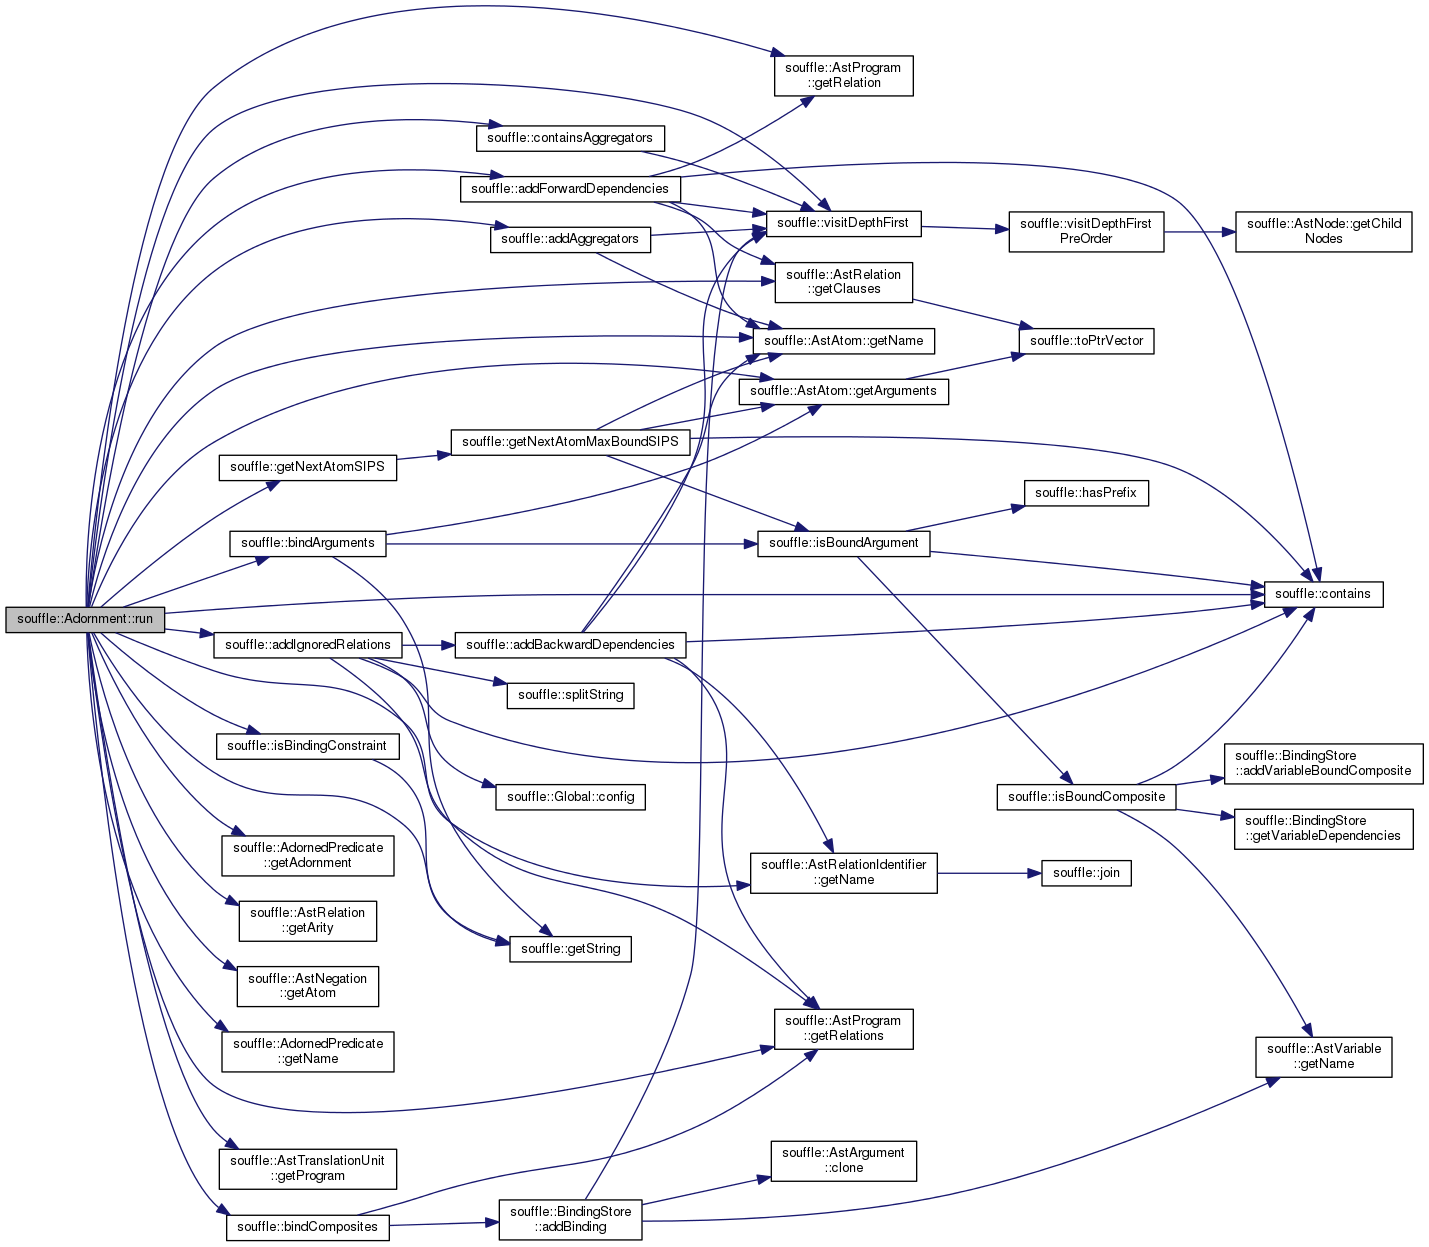 souffle::AstProgram
::getRelation
souffle::containsAggregators
souffle::addForwardDependencies
souffle::addAggregators
souffle::visitDepthFirst
souffle::visitDepthFirst
PreOrder
souffle::AstNode::getChild
Nodes
souffle::AstRelation
::getClauses
souffle::AstAtom::getName
souffle::toPtrVector
souffle::AstAtom::getArguments
souffle::getNextAtomMaxBoundSIPS
souffle::getNextAtomSIPS
souffle::hasPrefix
souffle::bindArguments
souffle::isBoundArgument
souffle::contains
souffle::Adornment::run
souffle::addIgnoredRelations
souffle::addBackwardDependencies
souffle::splitString
souffle::isBindingConstraint
souffle::BindingStore
::addVariableBoundComposite
souffle::Global::config
souffle::isBoundComposite
souffle::BindingStore
::getVariableDependencies
souffle::AdornedPredicate
::getAdornment
souffle::AstRelationIdentifier
::getName
souffle::join
souffle::AstRelation
::getArity
souffle::getString
souffle::AstNegation
::getAtom
souffle::AstProgram
::getRelations
souffle::AdornedPredicate
::getName
souffle::AstVariable
::getName
souffle::AstTranslationUnit
::getProgram
souffle::AstArgument
::clone
souffle::bindComposites
souffle::BindingStore
::addBinding